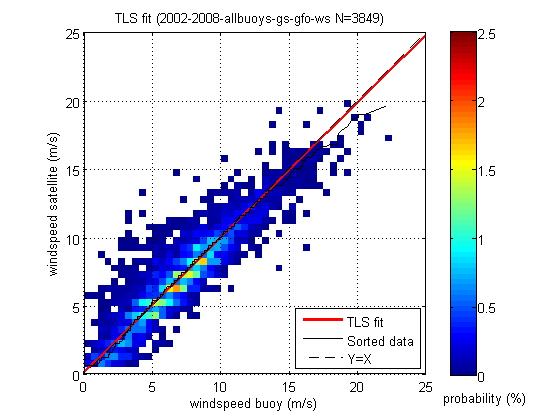 TLS fit (2002-2008-allbuoys-gs-gfo-ws N=3849)
25
20
15
10
5
0
windspeed satellite (m/s)
0 5 10 15 20 25
windspeed buoy (m/s)
TLS fit
Sorted data
Y=X
2.5
2
1.5
1
0.5
0
probability (%)